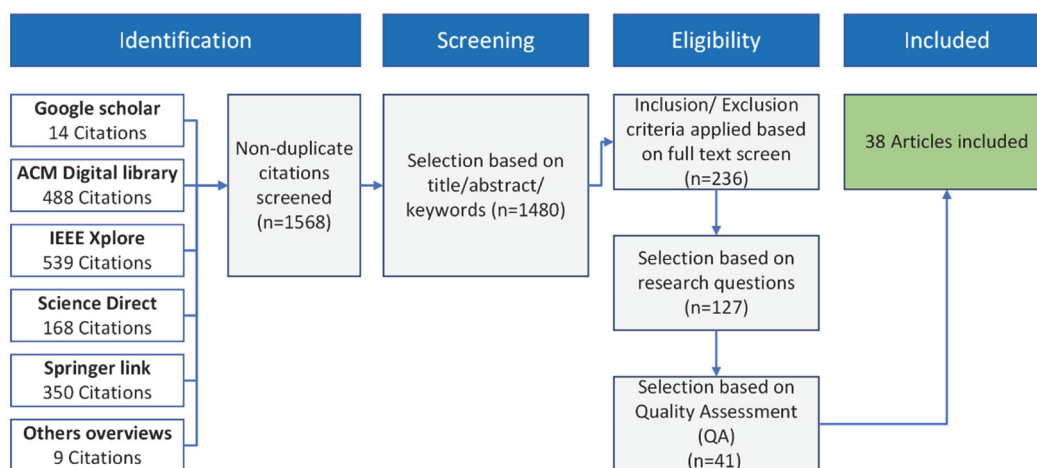 Identification
Screening
Eligibility
Included
Google scholar
14 Citations
ACM Digital library
488 Citations
IEEE Xplore
539 Citations
Science Direct
168 Citations
Springer link
350 Citations
Others overviews
9 Citations
Non-duplicate
citations
screened
(n=1568)
Selection based on
title/abstract/
keywords (n=1480)
Inclusion/ Exclusion
criteria applied based
on full text screen
(n=236)
Selection based on
research questions
(n=127)
Selection based on
Quality Assessment
(QA)
(n=41)
38 Articles included